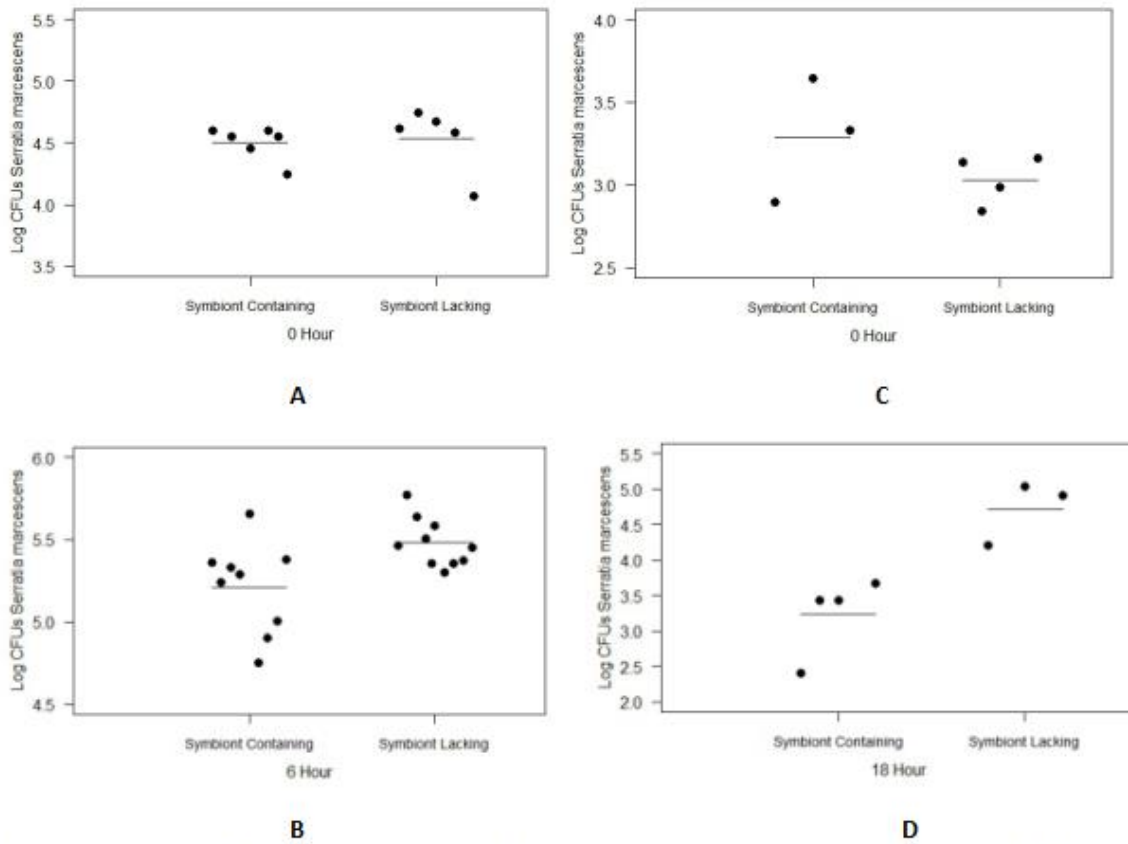 Log CFUs Serratia marcescens
5.5
5.0
4.5
4.0
3.5
Symbiont Containing
Symbiont Lacking
0 Hour
A
Log CFUs Serratia marcescens
4.0
3.5
3.0
2.5
Symbiont Containing
Symbiont Lacking
0 Hour
C
Log CFUs Serratia marcescens
6.0
5.5
5.0
4.5
Symbiont Containing
Symbiont Lacking
6 Hour
B
Log CFUs Serratia marcescens
5.5
5.0
4.5
4.0
3.5
3.0
2.5
2.0
Symbiont Containing
Symbiont Lacking
18 Hour
D